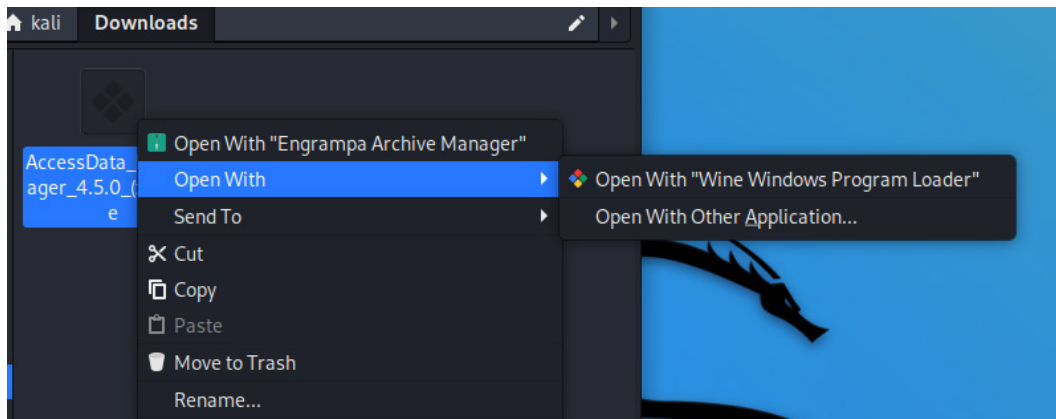 kali Downloads
Open With "Engrampa Archive Manager"
AccessData_
ager_4.5.0_(
e
Open With
Open With "Wine Windows Program Loader"
Send To
Open With Other Application...
Cut
Copy
Paste
Move to Trash
Rename...